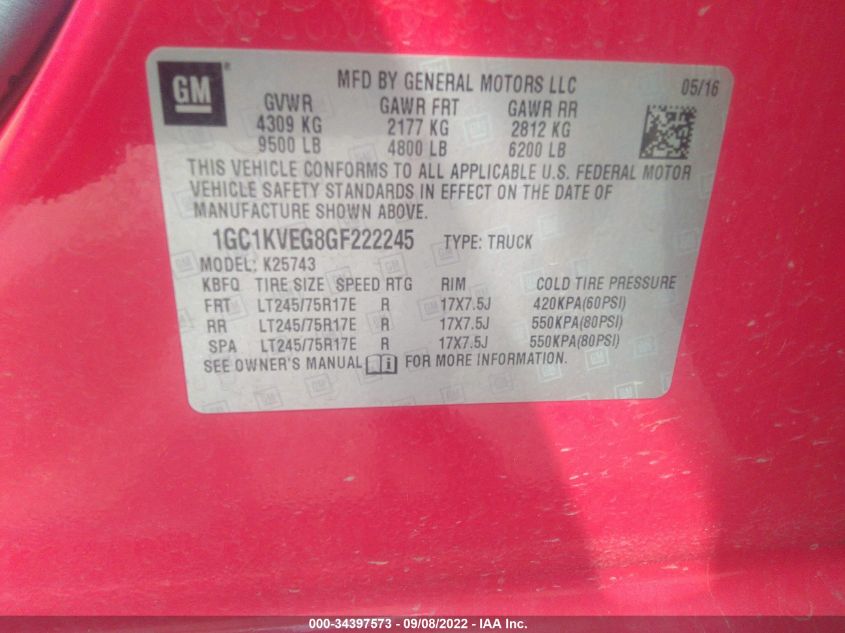 GM
MFD BY GENERAL MOTORS LLC 05/16
GVWR GAWR FRT GAWR RR
4309 KG 2177 KG 2812 KG
9500 LB 4800 LB 6200 LB
THIS VEHICLE CONFORMS TO ALL APPLICABLE U.S. FEDERAL MOTOR
VEHICLE SAFETY STANDARDS IN EFFECT ON THE DATE OF
MANUFACTURE SHOWN ABOVE.
1GC1KVEG8GF222245 TYPE: TRUCK
MODEL: K25743
KBFQ TIRE SIZE SPEED RTG RIM COLD TIRE PRESSURE
FRT LT245/75R17E R 17X7.5J 420KPA(60PSI)
RR LT245/75R17E R 17X7.5J 550KPA(80PSI)
SPA LT245/75R17E R 17X7.5J 550KPA(80PSI)
SEE OWNER'S MANUAL FOR MORE INFORMATION.
000-34397573 - 09/08/2022 - IAA Inc.